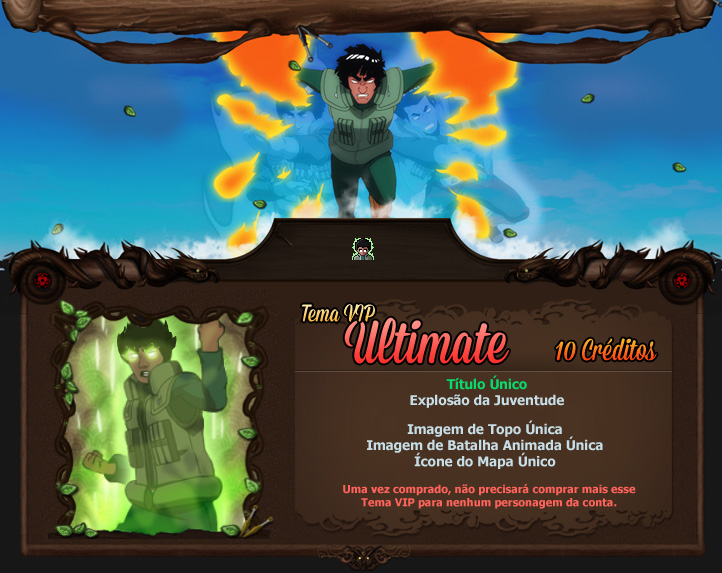 Tema VIP
Ultimate
10 Créditos
Título Único
Explosão da Juventude
Imagem de Topo Única
Imagem de Batalha Animada Única
Ícone do Mapa Único
Uma vez comprado, não precisará comprar mais esse
Tema VIP para nenhum personagem da conta.